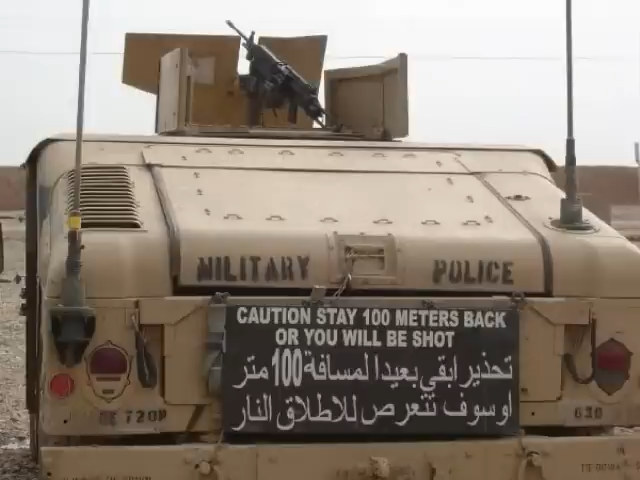 MILITARY POLICE
CAUTION STAY 100 METERS BACK
OR YOU WILL BE SHOT
تحذير ابقي بعيدا لمسافة 100 متر
او سوف تتعرض للاطلاق النار
630